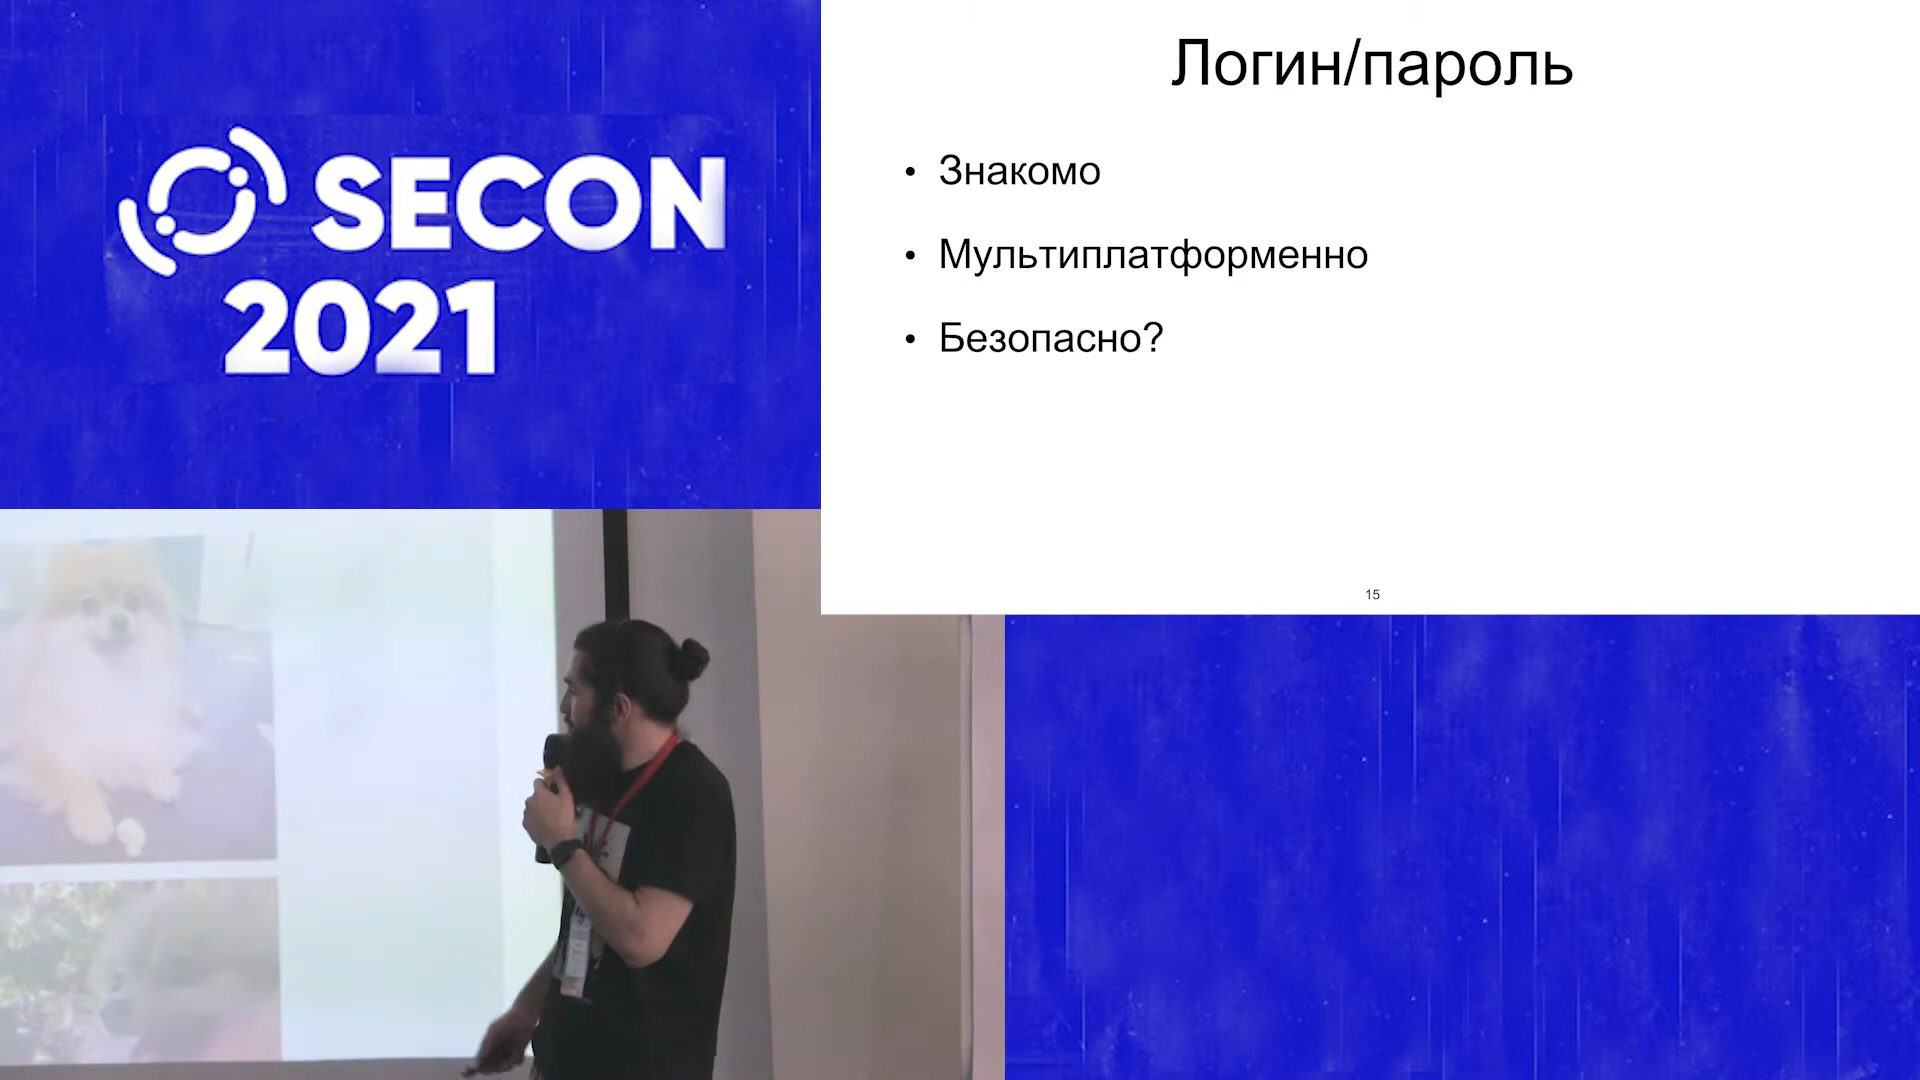 SECON
2021
Логин/пароль
• Знакомо
• Мультиплатформенно
• Безопасно?
15